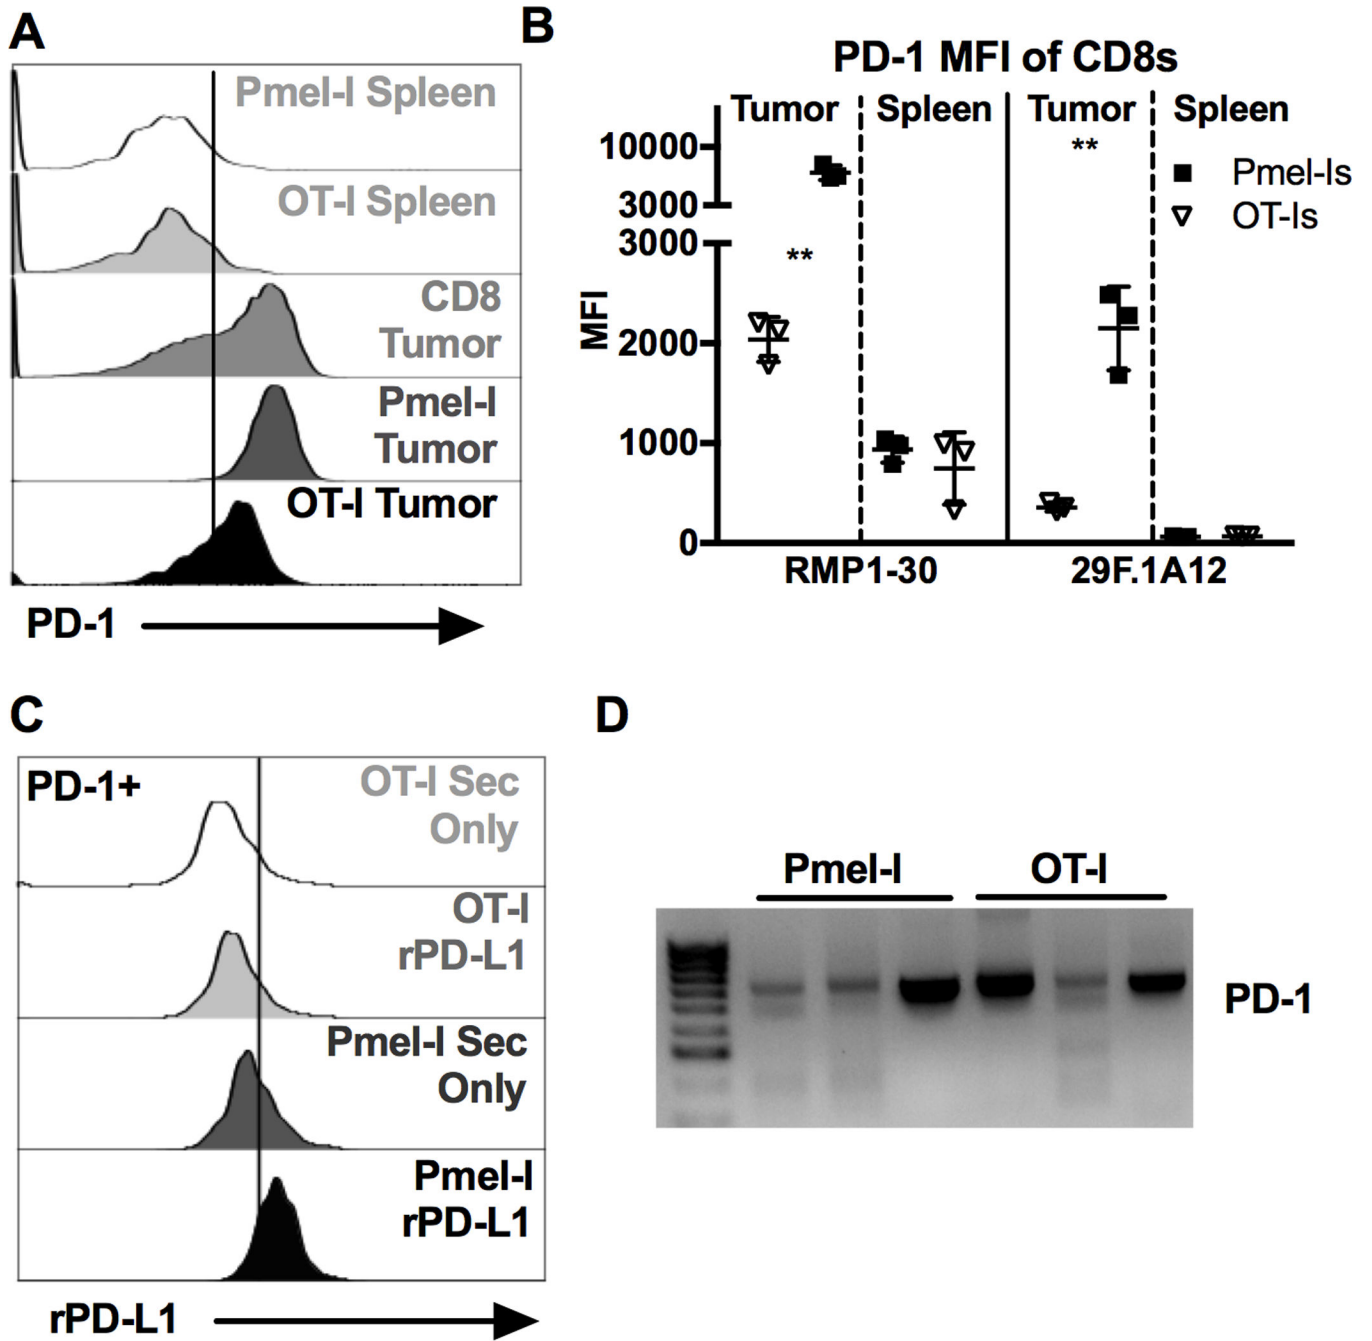 A
Pmel-I Spleen
OT-I Spleen
CD8
Tumor
Pmel-I
Tumor
OT-I Tumor
PD-1
B
PD-1 MFI of CD8s
Tumor
Spleen
Tumor
Spleen
**
**
Pmel-Is
OT-Is
MFI
10000
3000
3000
2000
1000
0
RMP1-30
29F.1A12
C
PD-1+
OT-I Sec
Only
OT-I
rPD-L1
Pmel-I Sec
Only
Pmel-I
rPD-L1
rPD-L1
D
Pmel-I
OT-I
PD-1